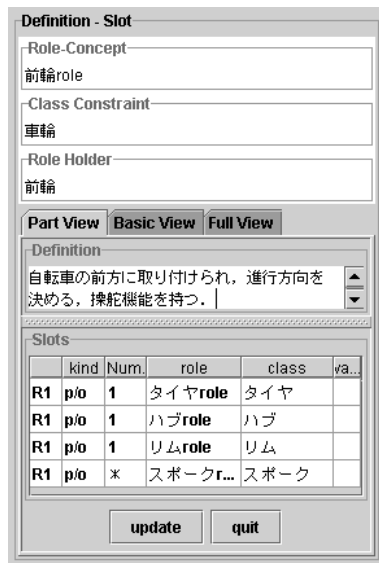 Definition - Slot
Role-Concept
前輪role
Class Constraint
車輪
Role Holder
前輪
Part View Basic View Full View
Definition
自転車の前方に取り付けられ，進行方向を
決める，操舵機能を持つ．
Slots
kind Num. role class va...
R1 p/o 1 タイヤrole タイヤ
R1 p/o 1 ハブrole ハブ
R1 p/o 1 リムrole リム
R1 p/o * スポークr... スポーク
update quit